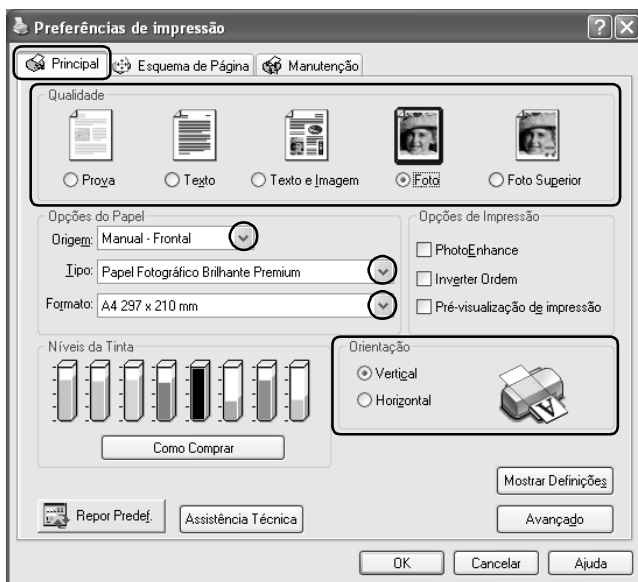 Preferências de impressão
Principal Esquema de Página Manutenção
Qualidade
Prova Texto Texto e Imagem Foto Foto Superior
Opções do Papel
Origem: Manual - Frontal
Tipo: Papel Fotográfico Brilhante Premium
Formato: A4 297 x 210 mm
Opções de Impressão
PhotoEnhance
Inverter Ordem
Pré-visualização de impressão
Níveis da Tinta
Como Comprar
Orientação
Vertical
Horizontal
A
Mostrar Definições
Repor Predef. Assistência Técnica Avançado
OK Cancelar Ajuda